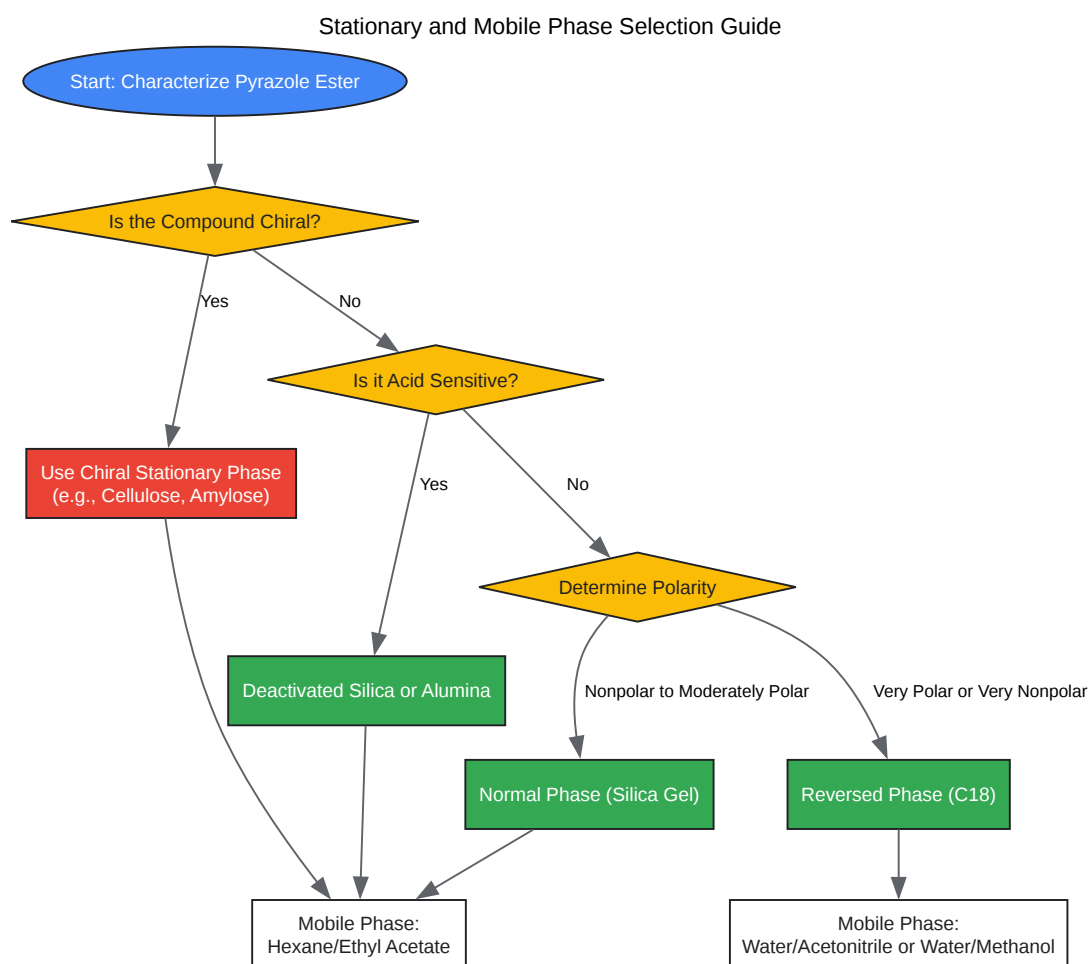 Stationary and Mobile Phase Selection Guide
Start: Characterize Pyrazole Ester
Is the Compound Chiral?
Yes
No
Is it Acid Sensitive?
Use Chiral Stationary Phase
(e.g., Cellulose, Amylose)
Yes
No
Determine Polarity
Deactivated Silica or Alumina
Nonpolar to Moderately Polar
Very Polar or Very Nonpolar
Normal Phase (Silica Gel)
Reversed Phase (C18)
Mobile Phase:
Hexane/Ethyl Acetate
Mobile Phase:
Water/Acetonitrile or Water/Methanol